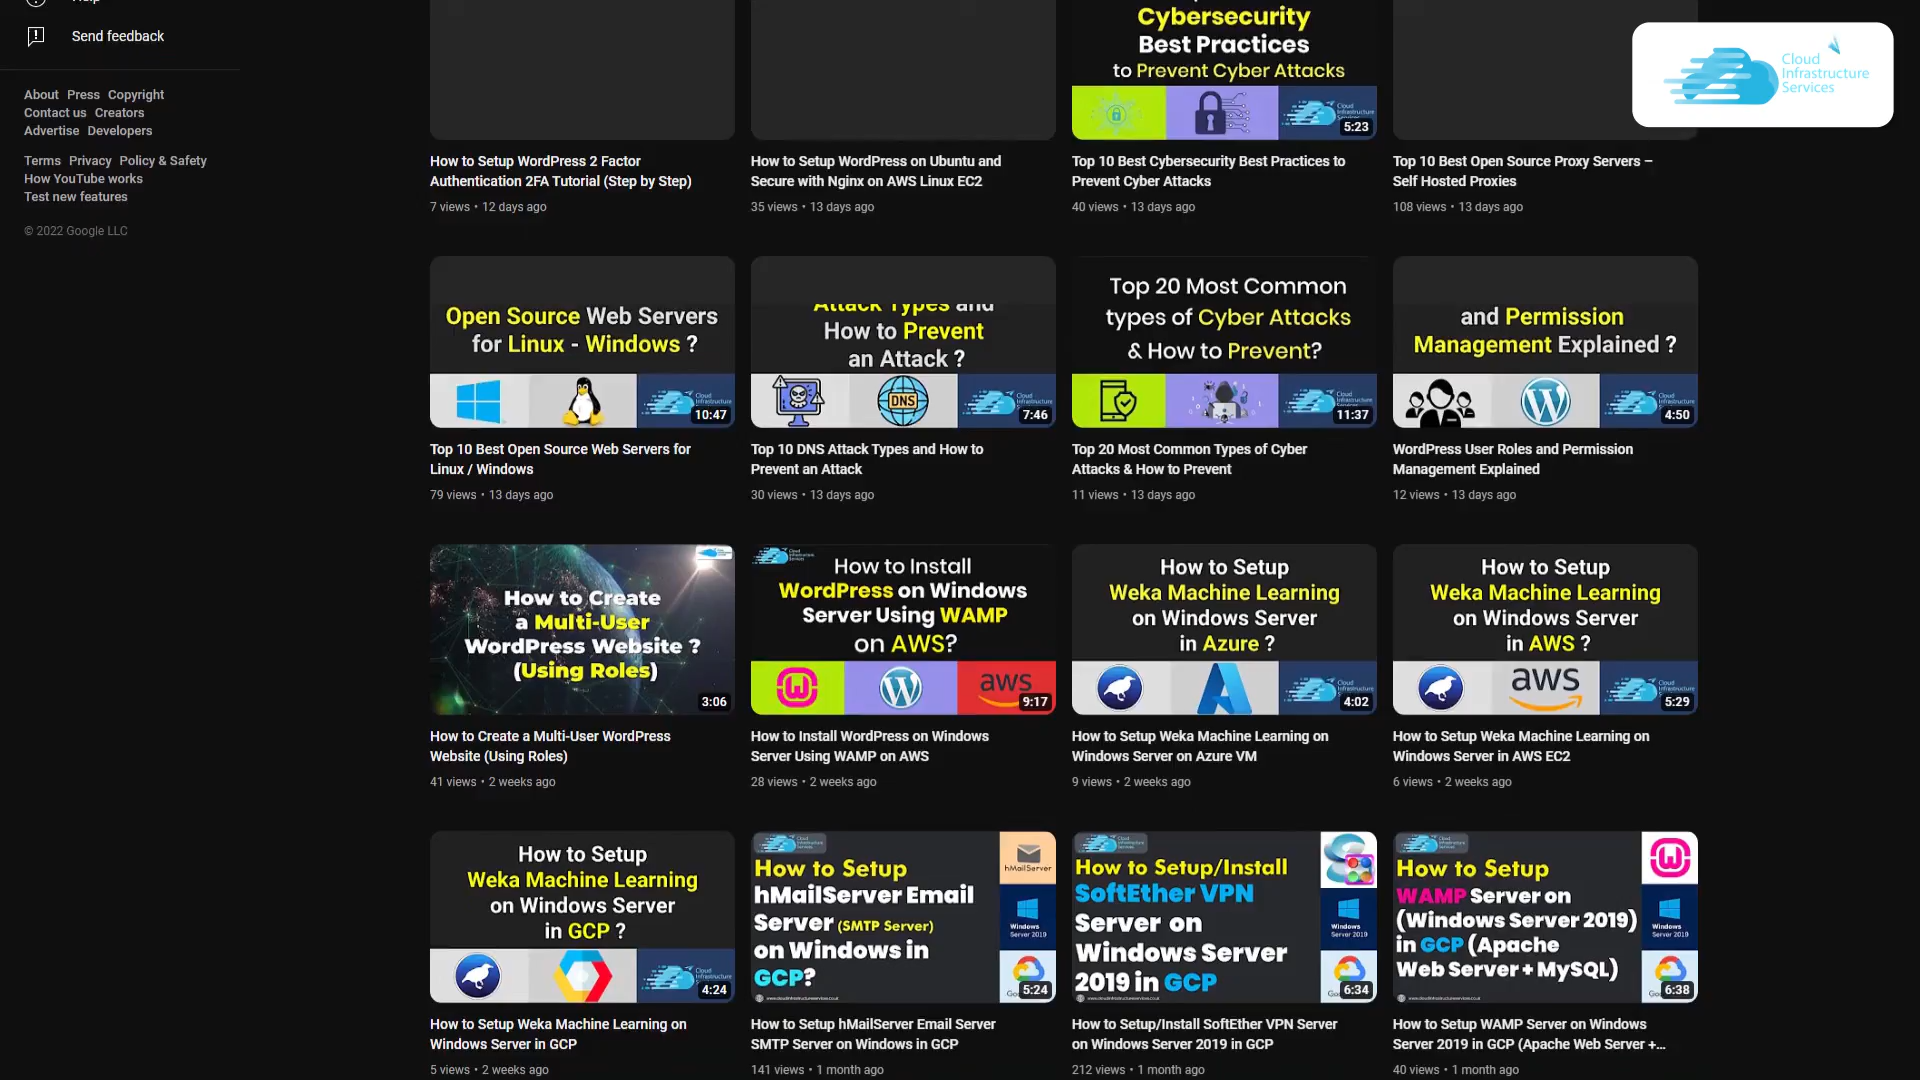 Help
Send feedback
About Press Copyright
Contact us Creators
Advertise Developers
Terms Privacy Policy & Safety
How YouTube works
Test new features
© 2022 Google LLC
Cloud
Infrastructure
Services
Cybersecurity
Best Practices
to Prevent Cyber Attacks
5:23
How to Setup WordPress 2 Factor
Authentication 2FA Tutorial (Step by Step)
7 views • 12 days ago
How to Setup WordPress on Ubuntu and
Secure with Nginx on AWS Linux EC2
35 views • 13 days ago
Top 10 Best Cybersecurity Best Practices to
Prevent Cyber Attacks
40 views • 13 days ago
Top 10 Best Open Source Proxy Servers –
Self Hosted Proxies
108 views • 13 days ago
Open Source Web Servers
for Linux - Windows ?
10:47
Top 10 Best Open Source Web Servers for
Linux / Windows
79 views • 13 days ago
Attack Types and
How to Prevent
an Attack ?
DNS
7:46
Top 10 DNS Attack Types and How to
Prevent an Attack
30 views • 13 days ago
Top 20 Most Common
types of Cyber Attacks
& How to Prevent?
11:37
Top 20 Most Common Types of Cyber
Attacks & How to Prevent
11 views • 13 days ago
and Permission
Management Explained ?
4:50
WordPress User Roles and Permission
Management Explained
12 views • 13 days ago
How to Create
a Multi-User
WordPress Website ?
(Using Roles)
3:06
How to Create a Multi-User WordPress
Website (Using Roles)
41 views • 2 weeks ago
How to Install
WordPress on Windows
Server Using WAMP
on AWS?
aws
9:17
How to Install WordPress on Windows
Server Using WAMP on AWS
28 views • 2 weeks ago
How to Setup
Weka Machine Learning
on Windows Server
in Azure ?
4:02
How to Setup Weka Machine Learning on
Windows Server on Azure VM
9 views • 2 weeks ago
How to Setup
Weka Machine Learning
on Windows Server
in AWS ?
aws
5:29
How to Setup Weka Machine Learning on
Windows Server in AWS EC2
6 views • 2 weeks ago
How to Setup
Weka Machine Learning
on Windows Server
in GCP ?
4:24
How to Setup Weka Machine Learning on
Windows Server in GCP
5 views • 2 weeks ago
How to Setup
hMailServer Email
Server (SMTP Server)
on Windows in
GCP?
hMailServer
Windows
Server 2019
5:24
How to Setup hMailServer Email Server
SMTP Server on Windows in GCP
141 views • 1 month ago
How to Setup/Install
SoftEther VPN
Server on
Windows Server
2019 in GCP
Windows
Server 2019
6:34
How to Setup/Install SoftEther VPN Server
on Windows Server 2019 in GCP
212 views • 1 month ago
How to Setup
WAMP Server on
(Windows Server 2019)
in GCP (Apache
Web Server + MySQL)
Windows
Server 2019
6:38
How to Setup WAMP Server on Windows
Server 2019 in GCP (Apache Web Server +...
40 views • 1 month ago